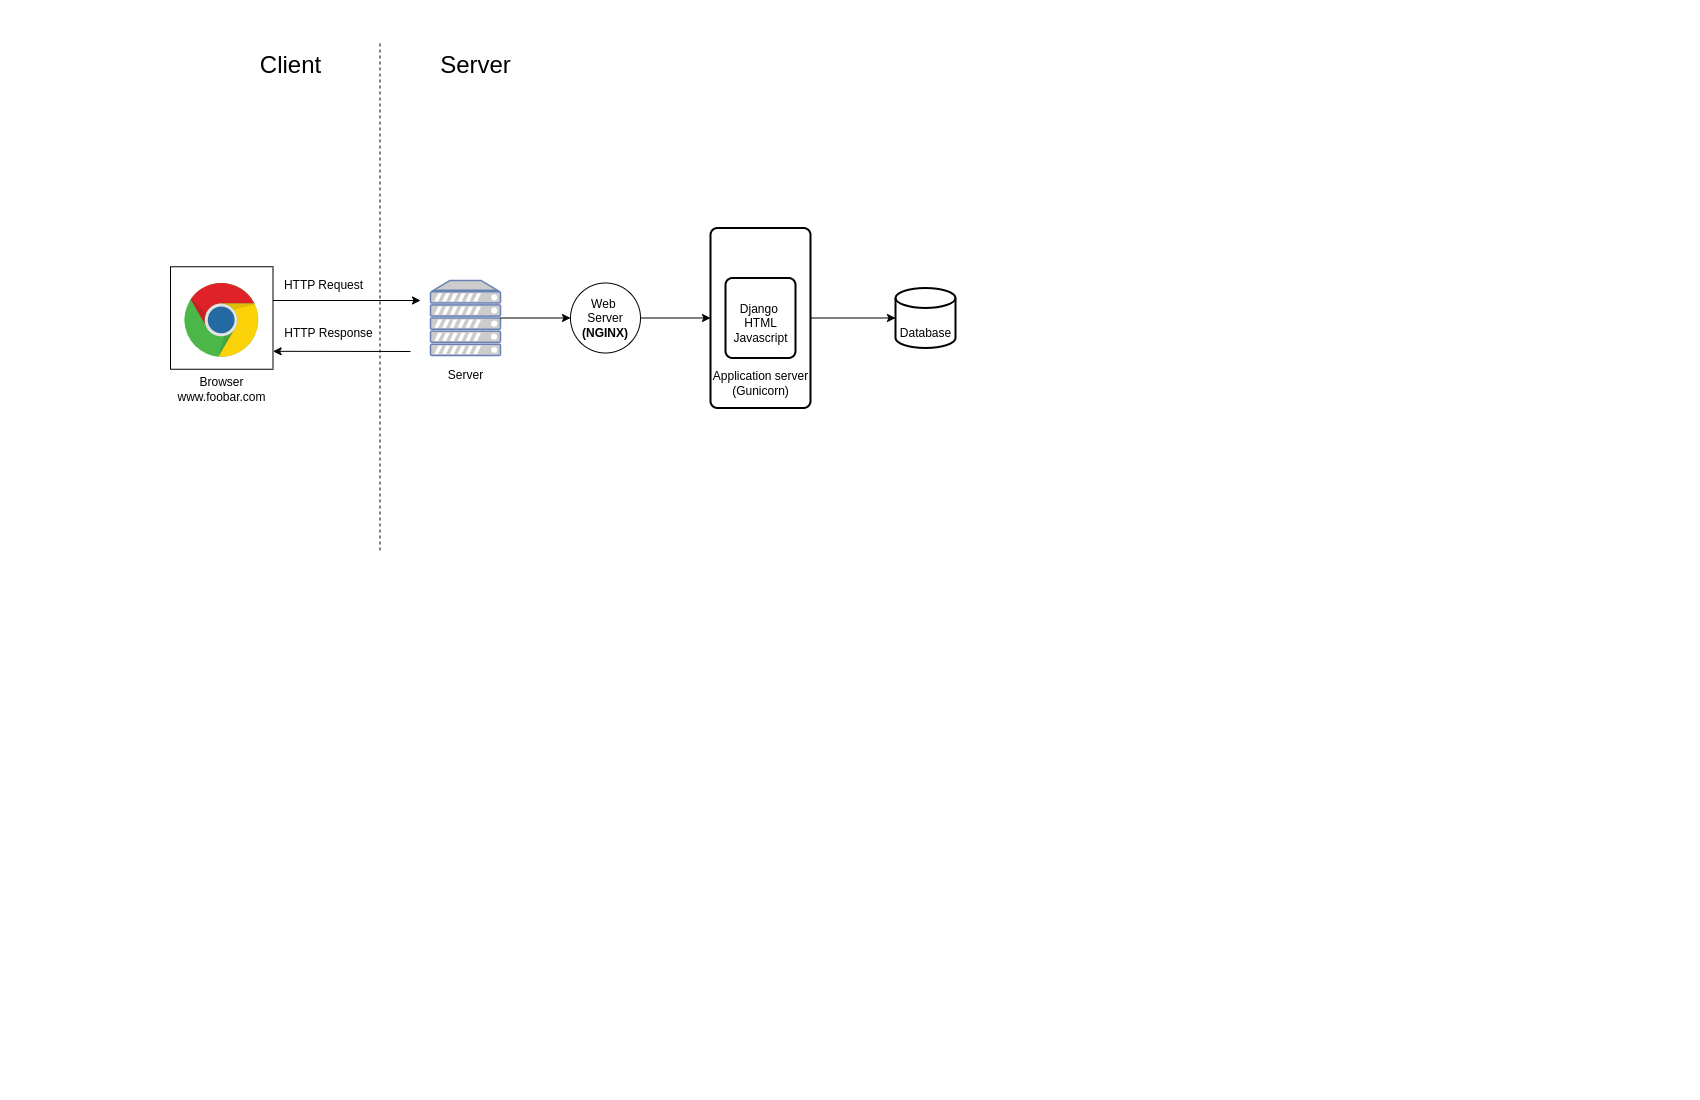 Client
Server
HTTP Request
HTTP Response
Browser
www.foobar.com
Server
Web
Server
(NGINX)
Django
HTML
Javascript
Application server
(Gunicorn)
Database